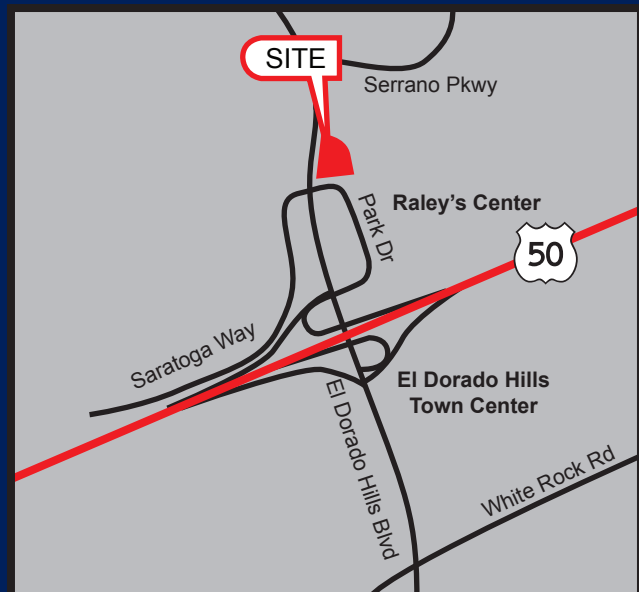 SITE
Serrano Pkwy
Raley’s Center
Park Dr
50
Saratoga Way
El Dorado Hills
Town Center
El Dorado Hills Blvd
White Rock Rd